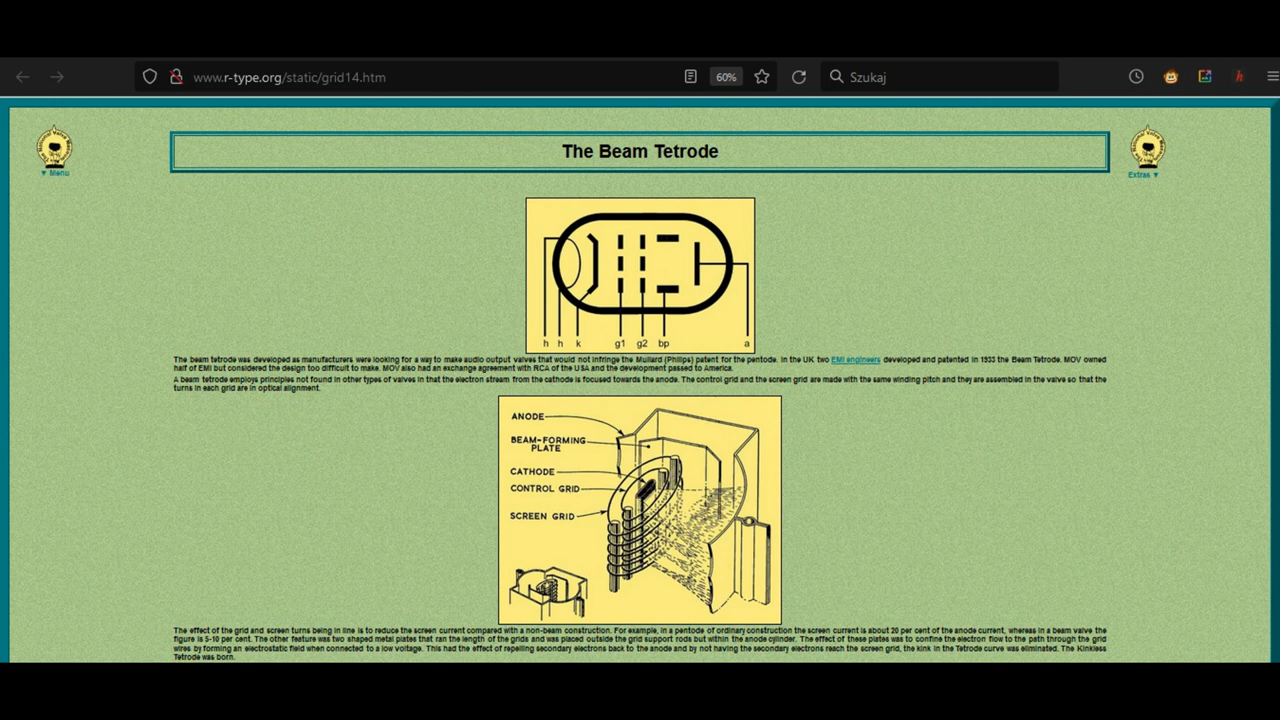 www.r-type.org/static/grid14.htm
60%
Szukaj
The Beam Tetrode
▼ Menu
Extras ▼
h h k g1 g2 bp a
The beam tetrode was developed as manufacturers were looking for a way to make audio output valves that would not infringe the Mullard (Philips) patent for the pentode. In the UK two EMI engineers developed and patented in 1933 the Beam Tetrode. MOV owned
half of EMI but considered the design too difficult to make. MOV also had an exchange agreement with RCA of the USA and the development passed to America.
A beam tetrode employs principles not found in other types of valves in that the electron stream from the cathode is focused towards the anode. The control grid and the screen grid are made with the same winding pitch and they are assembled in the valve so that the
turns in each grid are in optical alignment.
ANODE
BEAM-FORMING
PLATE
CATHODE
CONTROL GRID
SCREEN GRID
The effect of the grid and screen turns being in line is to reduce the screen current compared with a non-beam construction. For example, in a pentode of ordinary construction the screen current is about 20 per cent of the anode current, whereas in a beam valve the
figure is 5-10 per cent. The other feature was two shaped metal plates that ran the length of the grids and was placed outside the grid support rods but within the anode cylinder. The effect of these plates was to confine the electron flow to the path through the grid
wires by forming an electrostatic field when connected to a low voltage. This had the effect of repelling secondary electrons back to the anode and by not having the secondary electrons reach the screen grid, the kink in the Tetrode curve was eliminated. The Kinkless
Tetrode was born.